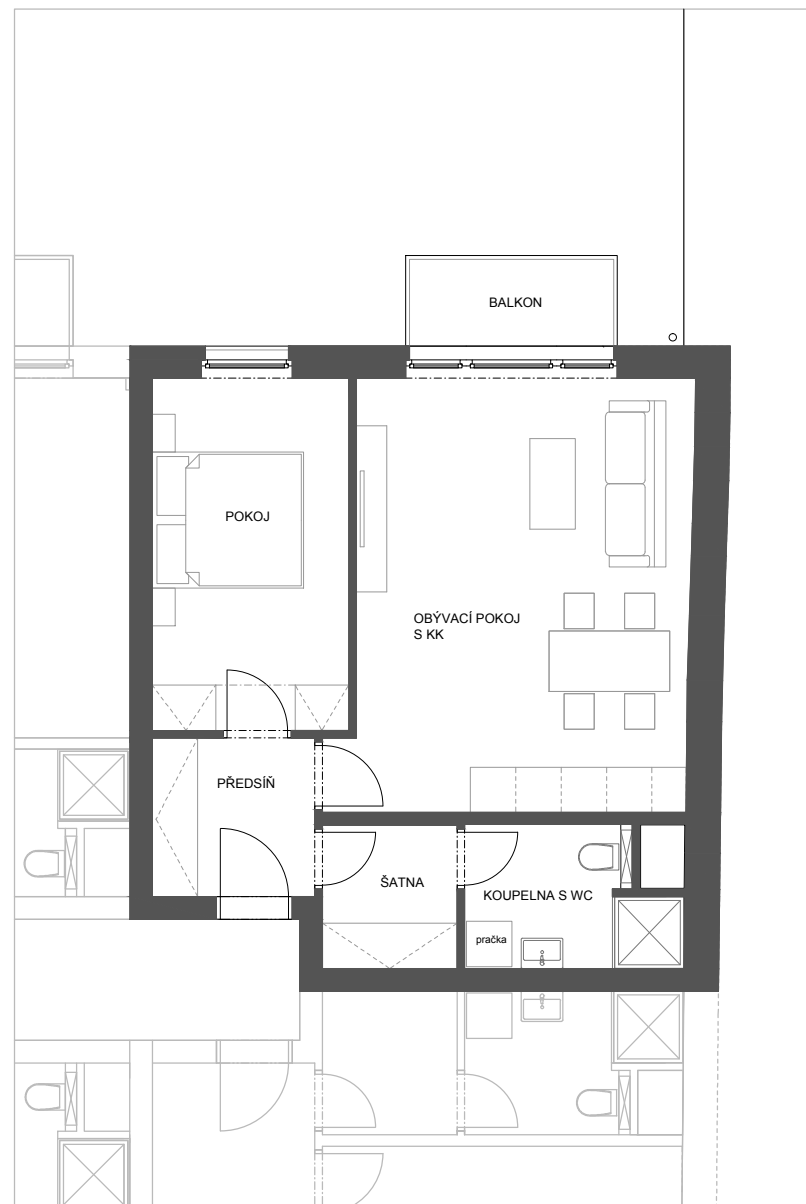 BALKON
POKOJ
OBÝVACÍ POKOJ
S KK
PŘEDSÍŇ
ŠATNA
KOUPELNA S WC
pračka